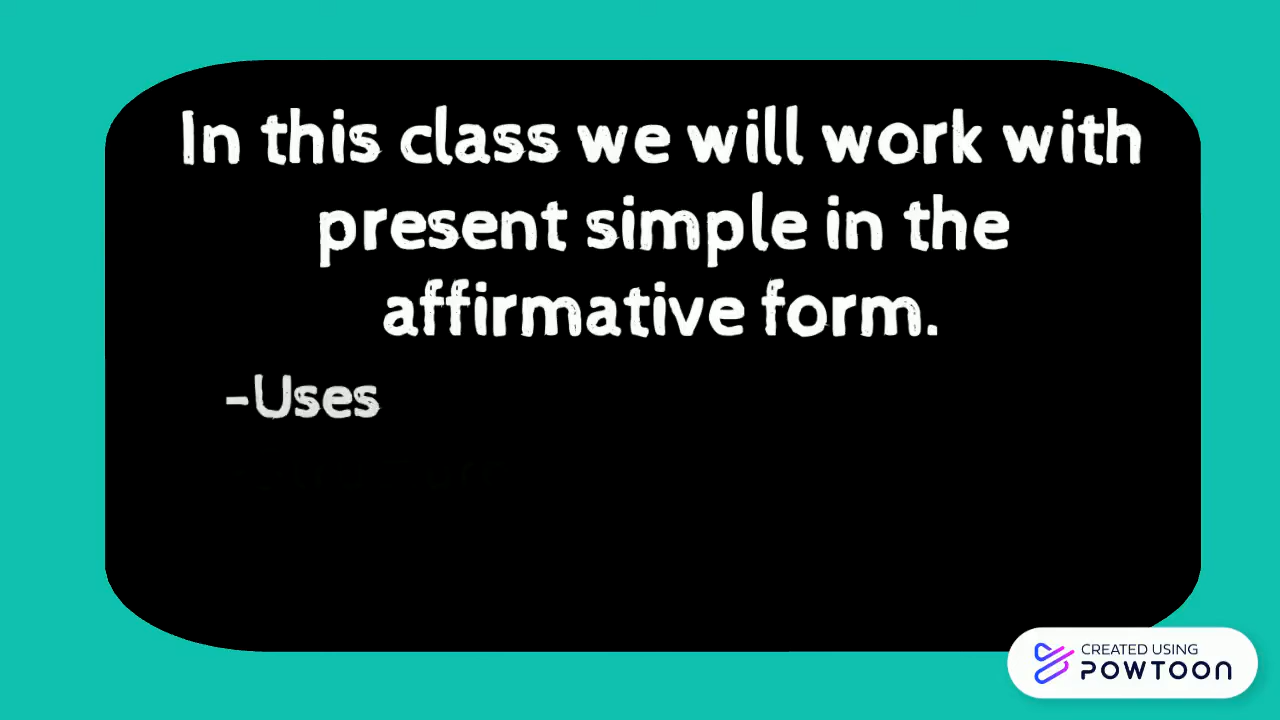 In this class we will work with
present simple in the
affirmative form.
-Uses
CREATED USING
POWTOON